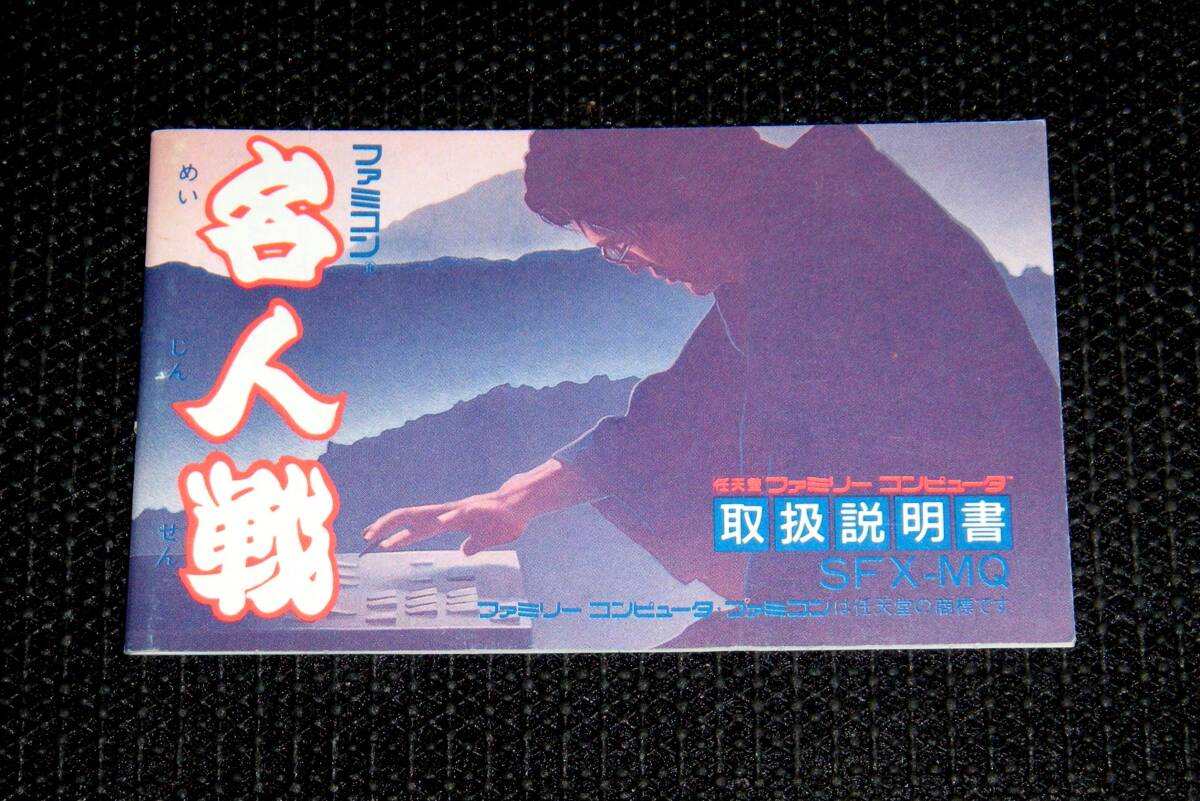 ファミコン®
名人戦
めい
じん
せん
任天堂 ファミリー コンピュータ™
取扱説明書
SFX-MQ
ファミリー コンピュータ・ファミコンは任天堂の商標です